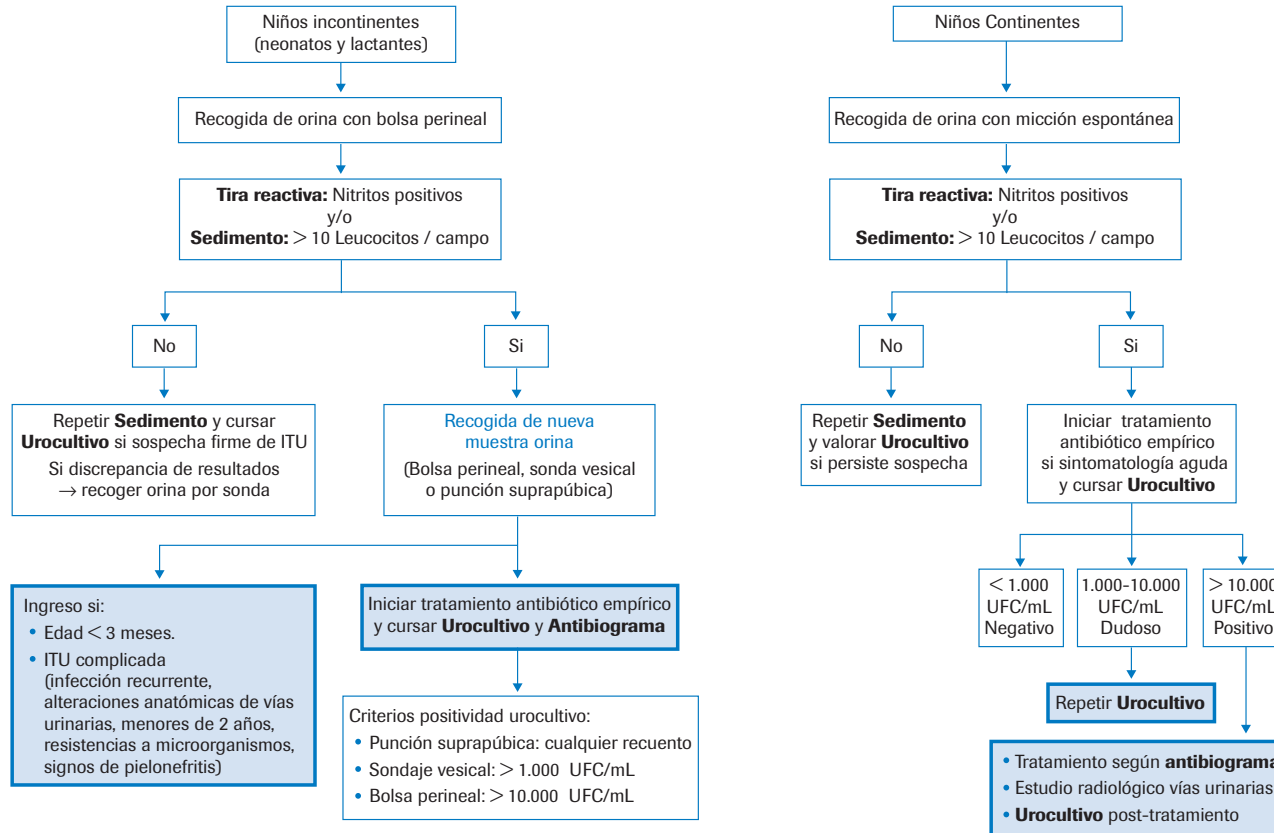 Niños incontinentes
(neonatos y lactantes)
Recogida de orina con bolsa perineal
Tira reactiva: Nitritos positivos
y/o
Sedimento: > 10 Leucocitos / campo
No
Si
Repetir Sedimento y cursar
Urocultivo si sospecha firme de ITU
Si discrepancia de resultados
→ recoger orina por sonda
Recogida de nueva
muestra orina
(Bolsa perineal, sonda vesical
o punción suprapúbica)
Ingreso si:
• Edad < 3 meses.
• ITU complicada
(infección recurrente,
alteraciones anatómicas de vías
urinarias, menores de 2 años,
resistencias a microorganismos,
signos de pielonefritis)
Iniciar tratamiento antibiótico empírico
y cursar Urocultivo y Antibiograma
Criterios positividad urocultivo:
• Punción suprapúbica: cualquier recuento
• Sondaje vesical: > 1.000 UFC/mL
• Bolsa perineal: > 10.000 UFC/mL
Niños Continentes
Recogida de orina con micción espontánea
Tira reactiva: Nitritos positivos
y/o
Sedimento: > 10 Leucocitos / campo
No
Si
Repetir Sedimento
y valorar Urocultivo
si persiste sospecha
Iniciar tratamiento
antibiótico empírico
si sintomatología aguda
y cursar Urocultivo
< 1.000
UFC/mL
Negativo
1.000-10.000
UFC/mL
Dudoso
> 10.000
UFC/mL
Positivo
Repetir Urocultivo
• Tratamiento según antibiograma
• Estudio radiológico vías urinarias
• Urocultivo post-tratamiento